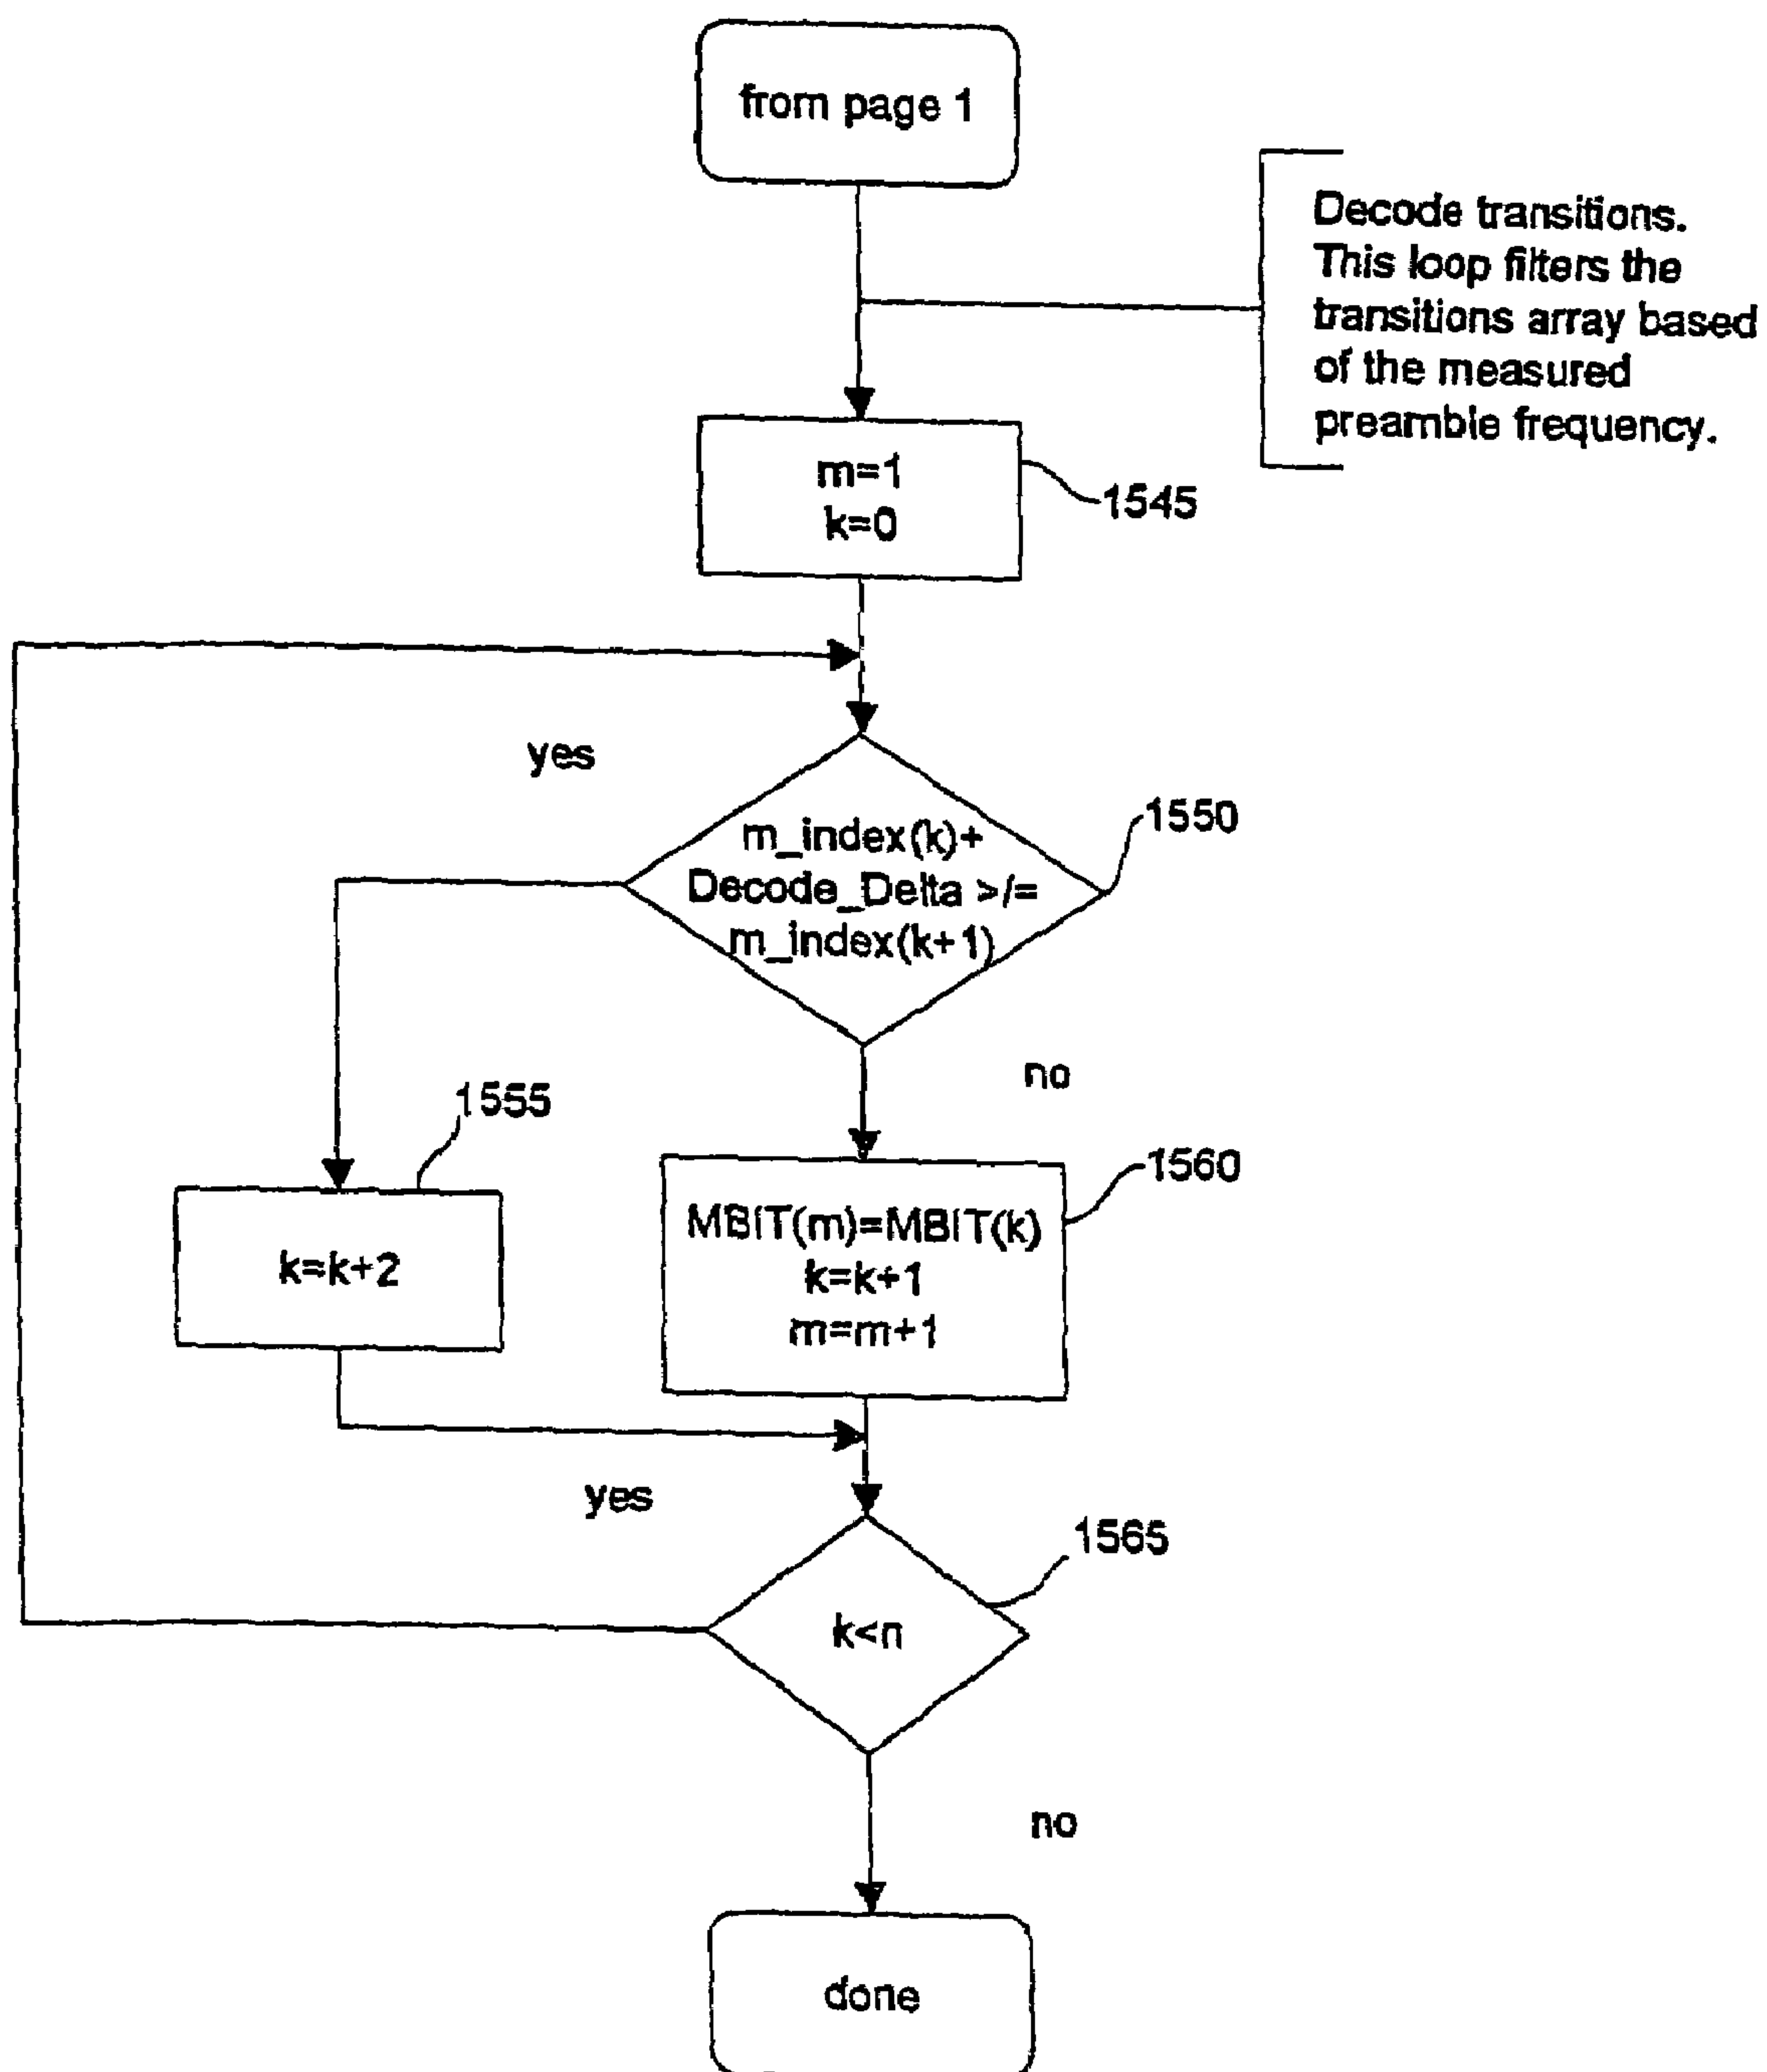 from page 1
Decode transitions.
This loop filters the
transitions array based
of the measured
preamble frequency.
m=1
k=0
1545
yes
m_index(k)+
Decode_Delta >/=
m_index(k+1)
1550
no
1555
k=k+2
1560
MBIT(m)=MBIT(k)
k=k+1
m=m+1
yes
1565
k<n
no
done